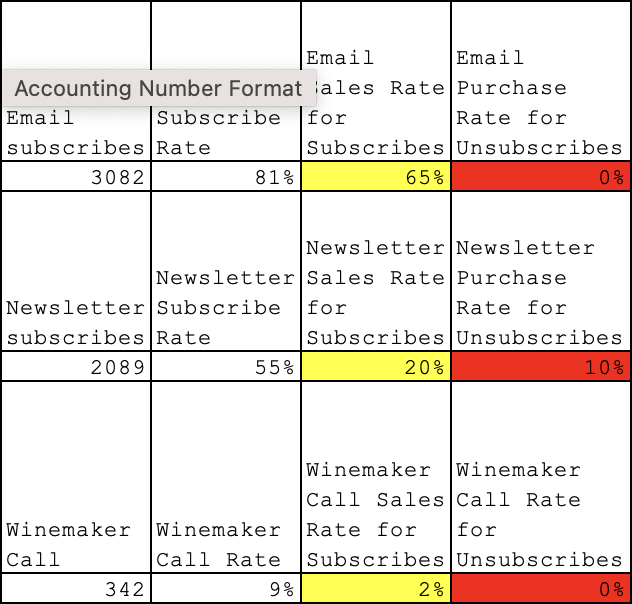 Email subscribes
Subscribe Rate
Email Sales Rate for Subscribes
Email Purchase Rate for Unsubscribes
Accounting Number Format
3082 81% 65% 0%
Newsletter subscribes
Newsletter Subscribe Rate
Newsletter Sales Rate for Subscribes
Newsletter Purchase Rate for Unsubscribes
2089 55% 20% 10%
Winemaker Call
Winemaker Call Rate
Winemaker Call Sales Rate for Subscribes
Winemaker Call Rate for Unsubscribes
342 9% 2% 0%